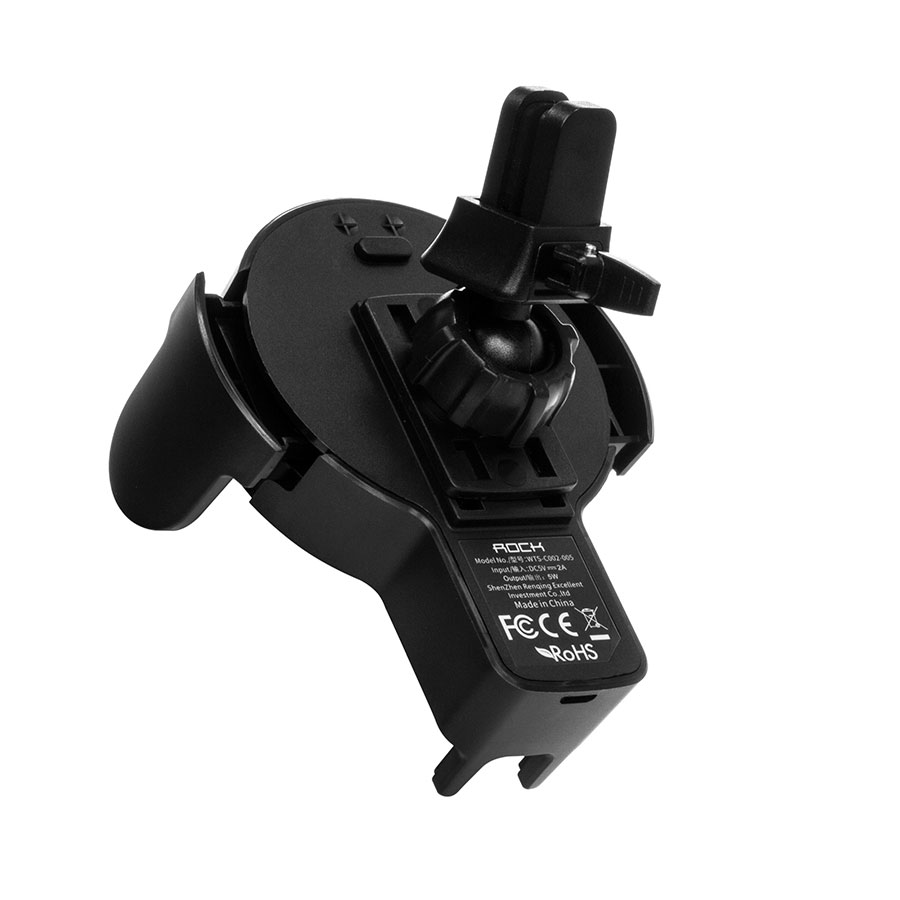 ROCK
Model No./型号:WTS-C002-005
Input/输入:DC5V⎓2A
Output/输出: 5W
ShenZhen Renqing Excellent
Investment Co.,ltd
Made in China
FC CE
RoHS